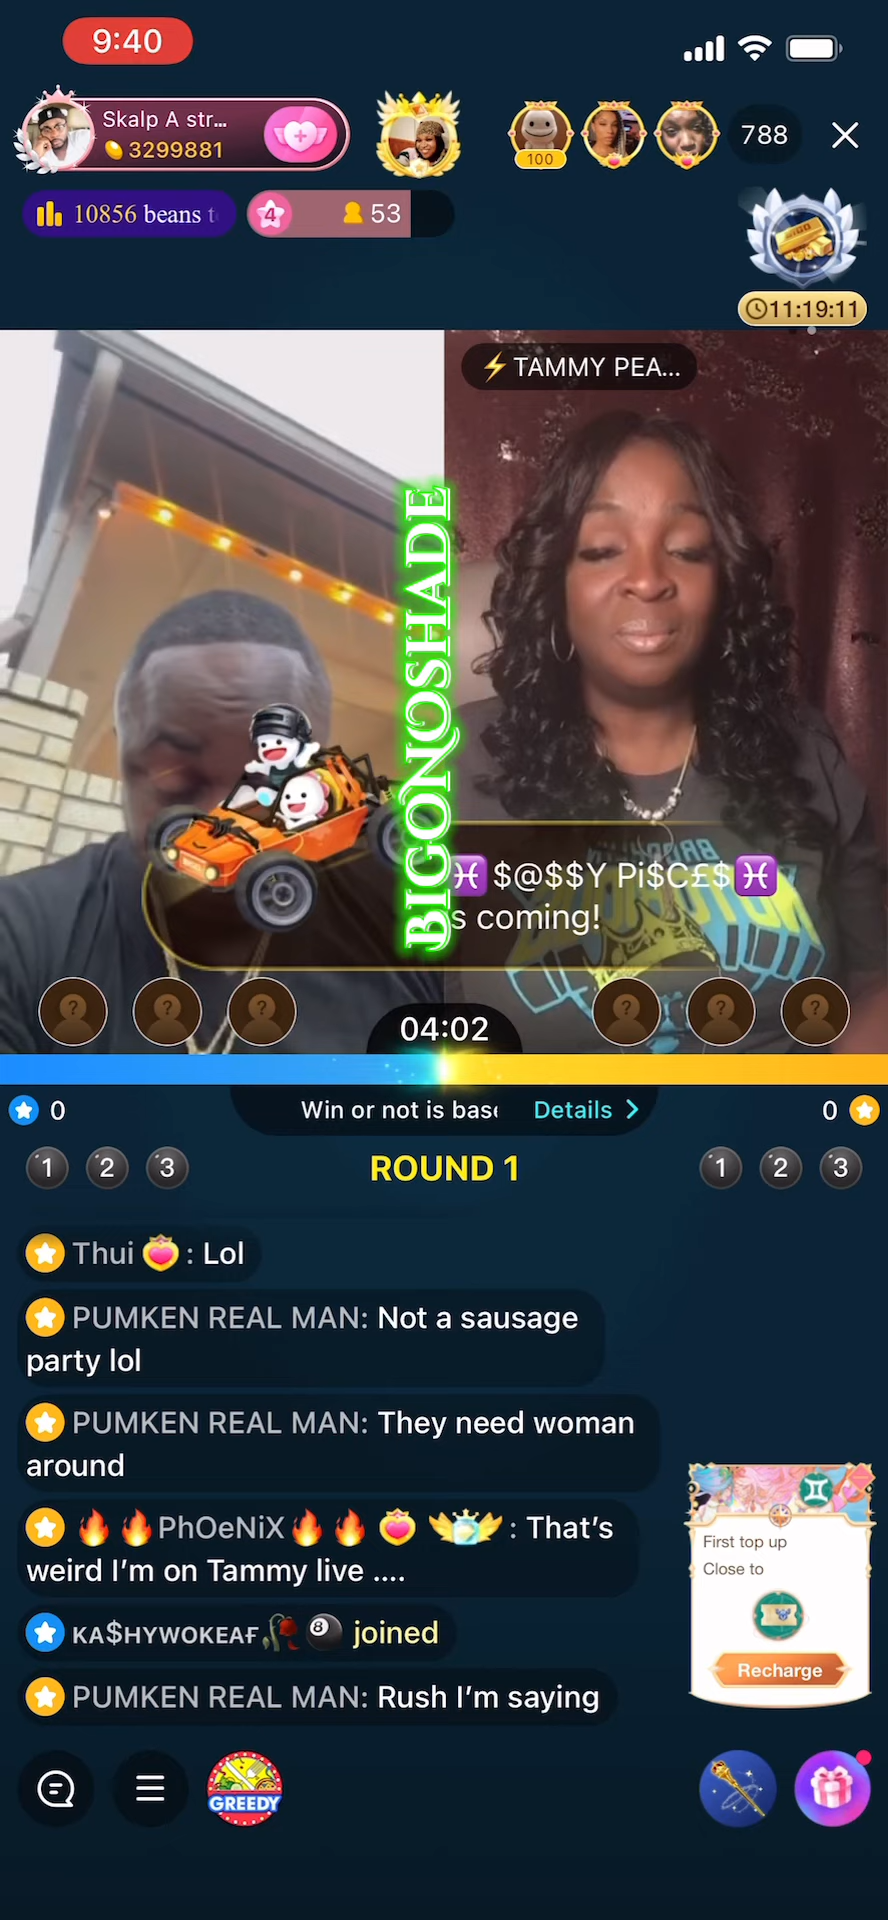 9:40
Skalp A str...
3299881
100
788
10856 beans
4
53
11:19:11
⚡TAMMY PEA...
BIGONOSHADE
♓$@$$Y Pi$C£$♓
s coming!
04:02
0
Win or not is base
Details >
0
1 2 3
ROUND 1
1 2 3
Thui : Lol
PUMKEN REAL MAN: Not a sausage
party lol
PUMKEN REAL MAN: They need woman
around
🔥🔥PhOeNiX🔥🔥 : That's
weird I'm on Tammy live ....
KA$HYWOKEAF🥀🎱 joined
PUMKEN REAL MAN: Rush I'm saying
First top up
Close to
Recharge
GREEDY